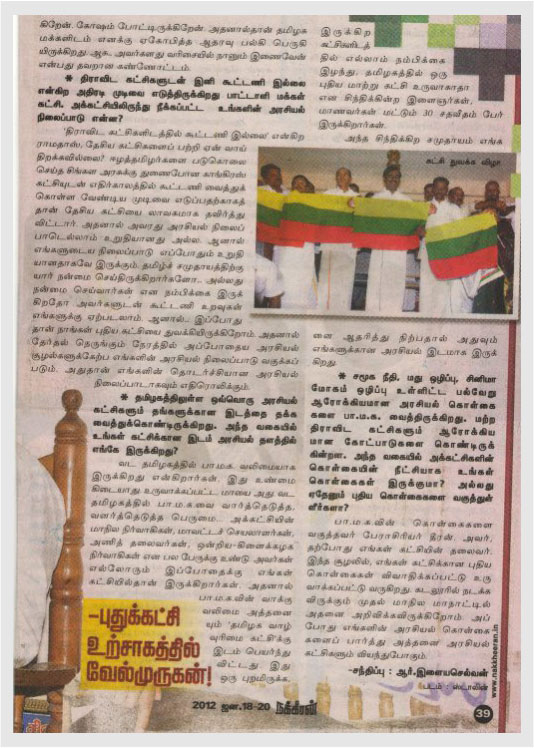 கிறேன். கோஷம் போட்டிருக்கிறேன். அதனால்தான் தமிழக
மக்களிடம் எனக்கு ஏகோபித்த ஆதரவு பல்கி பெருகி
யிருக்கிறது. ஆக, அவர்களது வரிசையில் நானும் இணைவேன்
என்பது தவறான கண்ணோட்டம்.
* திராவிட கட்சிகளுடன் இனி கூட்டணி இல்லை
என்கிற அதிரடி முடிவை எடுத்திருக்கிறது பாட்டாளி மக்கள்
கட்சி. அக்கட்சியிலிருந்து நீக்கப்பட்ட உங்களின் அரசியல்
நிலைப்பாடு என்ன?
'திராவிட கட்சிகளிடத்தில் கூட்டணி இல்லை' என்கிற
ராமதாஸ், தேசிய கட்சிகளைப் பற்றி ஏன் வாய்
திறக்கவில்லை? ஈழத்தமிழர்களை படுகொலை
செய்த சிங்கள அரசுக்கு துணைபோன காங்கிரஸ்
கட்சியுடன் எதிர்காலத்தில் கூட்டணி வைத்துக்
கொள்ள வேண்டிய முடிவை எடுப்பதற்காகத்
தான் தேசிய கட்சியை லாவகமாக தவிர்த்து
விட்டார். அதனால் அவரது அரசியல் நிலைப்
பாடெல்லாம் உறுதியானது அல்ல. ஆனால்
எங்களுடைய நிலைப்பாடு எப்போதும் உறுதி
யானதாகவே இருக்கும். தமிழ்ச் சமுதாயத்திற்கு
யார் நன்மை செய்திருக்கிறார்களோ... அல்லது
நன்மை செய்வார்கள் என நம்பிக்கை இருக்
கிறதோ அவர்களுடன் கூட்டணி உறவுகள்
எங்களுக்கு ஏற்படலாம். ஆனால்.. இப்போது
தான் நாங்கள் புதிய கட்சியை துவக்கியிருக்கிறோம். அதனால்
தேர்தல் நெருங்கும் நேரத்தில் அப்போதைய அரசியல்
சூழல்களுக்கேற்ப எங்களின் அரசியல் நிலைப்பாடு வகுக்கப்
படும். அதுதான் எங்களின் தொடர்ச்சியான அரசியல்
நிலைப்பாடாகவும் எதிரொலிக்கும்.
* தமிழகத்திலுள்ள ஒவ்வொரு அரசியல்
கட்சிகளும் தங்களுக்கான இடத்தை தக்க
வைத்துக்கொண்டிருக்கிறது. அந்த வகையில்
உங்கள் கட்சிக்கான இடம் அரசியல் தளத்தில்
எங்கே இருக்கிறது?
வட தமிழகத்தில் பா.ம.க. வலிமையாக
இருக்கிறது என்கிறார்கள். இது உண்மை
கிடையாது. உருவாக்கப்பட்ட மாயை அது. வட
தமிழகத்தில் பா.ம.க.வை வார்த்தெடுத்த,
வளர்த்தெடுத்த பெருமை... அக்கட்சியின்
மாநில நிர்வாகிகள், மாவட்டச் செயலாளர்கள்,
அணித் தலைவர்கள், ஒன்றிய-கிளைக்கழக
நிர்வாகிகள் என பல பேருக்கு உண்டு. அவர்கள்
எல்லோரும் இப்போதைக்கு எங்கள்
கட்சியில்தான் இருக்கிறார்கள். அதனால்
பா.ம.க.வின் வாக்கு
வலிமை அத்தனை
யும் 'தமிழக வாழ்
வுரிமை கட்சி'க்கு
இடம் பெயர்ந்து
விட்டது. இது
ஒரு புறமிருக்க..
–புதுக்கட்சி
உற்சாகத்தில்
வேல்முருகன்!
இருக்கிற
கட்சிகளிடத்
தில் எல்லாம் நம்பிக்கை
இழந்து, தமிழகத்தில் ஒரு
புதிய மாற்று கட்சி உருவாகாதா
என சிந்திக்கின்ற இளைஞர்கள்,
மாணவர்கள் மட்டும் 30 சதவீதம் பேர்
இருக்கிறார்கள்.
அந்த சிந்திக்கிற சமுதாயம் எங்க
கட்சி துவக்க விழா
ளை ஆதரித்து நிற்பதால் அதுவும்
எங்களுக்கான அரசியல் இடமாக இருக்
கிறது.
* சமூக நீதி, மது ஒழிப்பு, சினிமா
மோகம் ஒழிப்பு உள்ளிட்ட பல்வேறு
ஆரோக்கியமான அரசியல் கொள்கை
களை பா.ம.க. வைத்திருக்கிறது. மற்ற
திராவிட கட்சிகளும் ஆரோக்கிய
மான கோட்பாடுகளை கொண்டிருக்
கின்றன. அந்த வகையில் அக்கட்சிகளின்
கொள்கையின் நீட்சியாக உங்கள்
கொள்கைகள் இருக்குமா? அல்லது
ஏதேனும் புதிய கொள்கைகளை வகுத்துள்
ளீர்களா?
பா.ம.க.வின் கொள்கைகளை
வகுத்தவர் பேராசிரியர் தீரன். அவர்,
தற்போது எங்கள் கட்சியின் தலைவர்.
இந்த சூழலில், எங்கள் கட்சிக்கான புதிய
கொள்கைகள் விவாதிக்கப்பட்டு உரு
வாக்கப்பட்டு வருகிறது. கடலூரில் நடக்க
விருக்கும் முதல் மாநில மாநாட்டில்
அதனை அறிவிக்கவிருக்கிறோம். அப்
போது எங்களின் அரசியல் கொள்கை
களைப் பார்த்து அத்தனை அரசியல்
கட்சிகளும் வியந்துபோகும்.
-சந்திப்பு : ஆர்.இளையசெல்வன்
படம் : ஸ்டாலின்
www.nakkheeran.in
2012 ஜன.18-20 நக்கீரன்
39